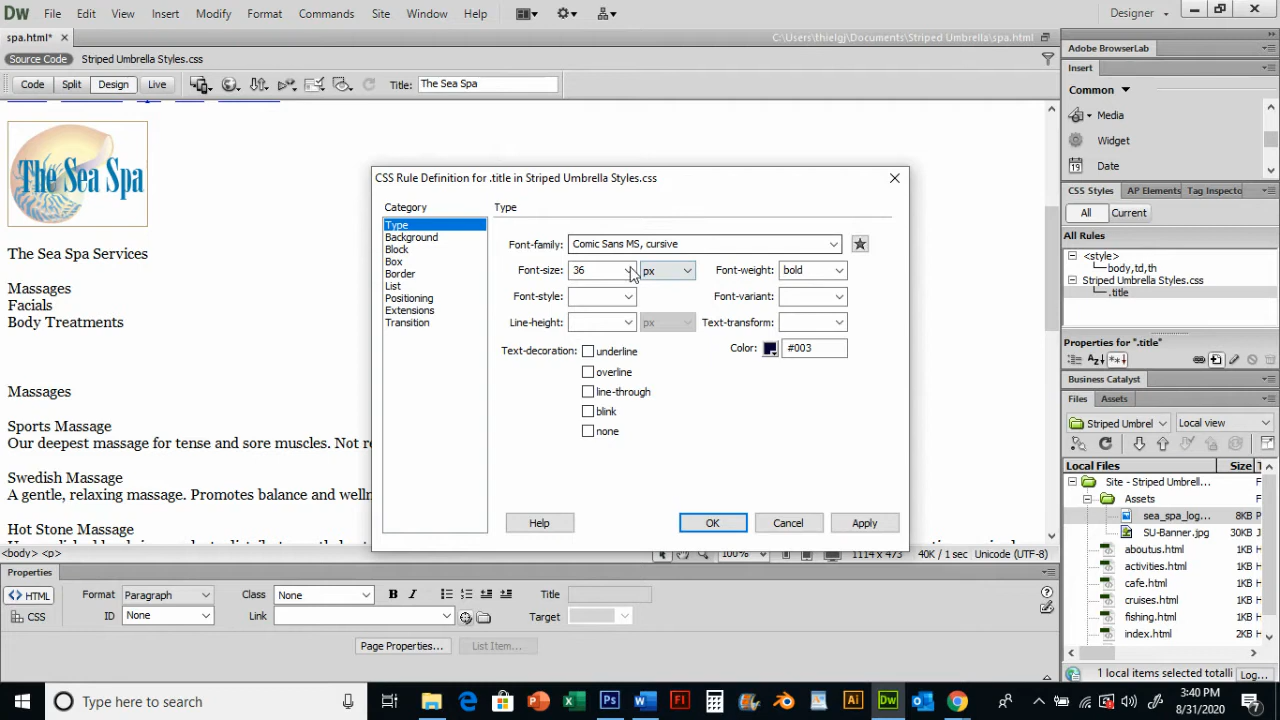 Dw File Edit View Insert Modify Format Commands Site Window Help Designer
spa.html* C:\Users\thielgj\Documents\Striped Umbrella\spa.html
Source Code Striped Umbrella Styles.css
Code Split Design Live Title: The Sea Spa
The Sea Spa
The Sea Spa Services
Massages
Facials
Body Treatments
Massages
Sports Massage
Our deepest massage for tense and sore muscles. Not re
Swedish Massage
A gentle, relaxing massage. Promotes balance and welln
Hot Stone Massage
CSS Rule Definition for .title in Striped Umbrella Styles.css
Category
Type
Background
Block
Box
Border
List
Positioning
Extensions
Transition
Type
Font-family: Comic Sans MS, cursive
Font-size: 36 px Font-weight: bold
Font-style: Font-variant:
Line-height: px Text-transform:
Text-decoration: underline Color: #003
overline
line-through
blink
none
Help OK Cancel Apply
<body> <p> 100% 1114 x 473 40K / 1 sec Unicode (UTF-8)
Properties
HTML Format Paragraph Class None B I Title
CSS ID None Link Target
Page Properties... List Item...
Adobe BrowserLab
Insert
Common
Media
Widget
Date
CSS Styles AP Elements Tag Inspecto
All Current
All Rules
<style>
body,td,th
Striped Umbrella Styles.css
.title
Properties for ".title"
Az
Business Catalyst
Files Assets
Striped Umbrel Local view
Local Files Size T
Site - Striped Umbrell... F
Assets F
sea_spa_log... 8KB F
SU-Banner.jpg 30KB F
aboutus.html 1KB F
activities.html 1KB F
cafe.html 1KB F
cruises.html 1KB F
fishing.html 1KB F
index.html 2KB F
1 local items selected totalli Log...
Type here to search
Ps Ai Dw
3:40 PM
8/31/2020